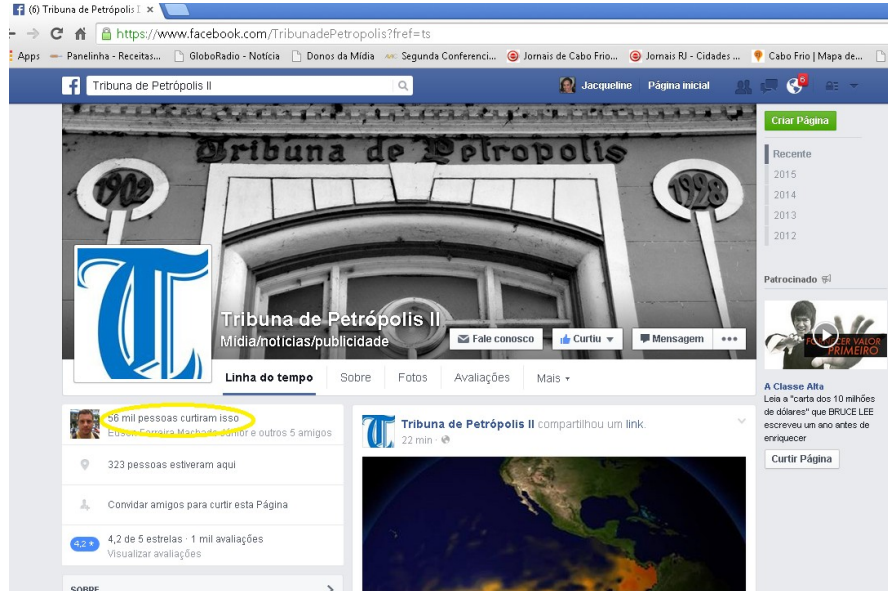 (6) Tribuna de Petrópolis I
https://www.facebook.com/TribunadePetropolis?fref=ts
Apps
Panelinha - Receitas...
GloboRadio - Notícia
Donos da Mídia
Segunda Conferenci...
Jornais de Cabo Frio...
Jornais RJ - Cidades ...
Cabo Frio | Mapa de...
Tribuna de Petrópolis II
Jacqueline
Página inicial
6
Tribuna de Petropolis
1902
1928
T
Tribuna de Petrópolis II
Mídia/notícias/publicidade
Fale conosco
Curtiu
Mensagem
Linha do tempo
Sobre
Fotos
Avaliações
Mais
56 mil pessoas curtiram isso
Edson Ferreira Machado Júnior e outros 5 amigos
323 pessoas estiveram aqui
Convidar amigos para curtir esta Página
4,2 ★
4,2 de 5 estrelas · 1 mil avaliações
Visualizar avaliações
SOBRE
T
Tribuna de Petrópolis II compartilhou um link.
22 min ·
Criar Página
Recente
2015
2014
2013
2012
Patrocinado
VALOR
PRIMEIRO
A Classe Alta
Leia a "carta dos 10 milhões
de dólares" que BRUCE LEE
escreveu um ano antes de
enriquecer
Curtir Página